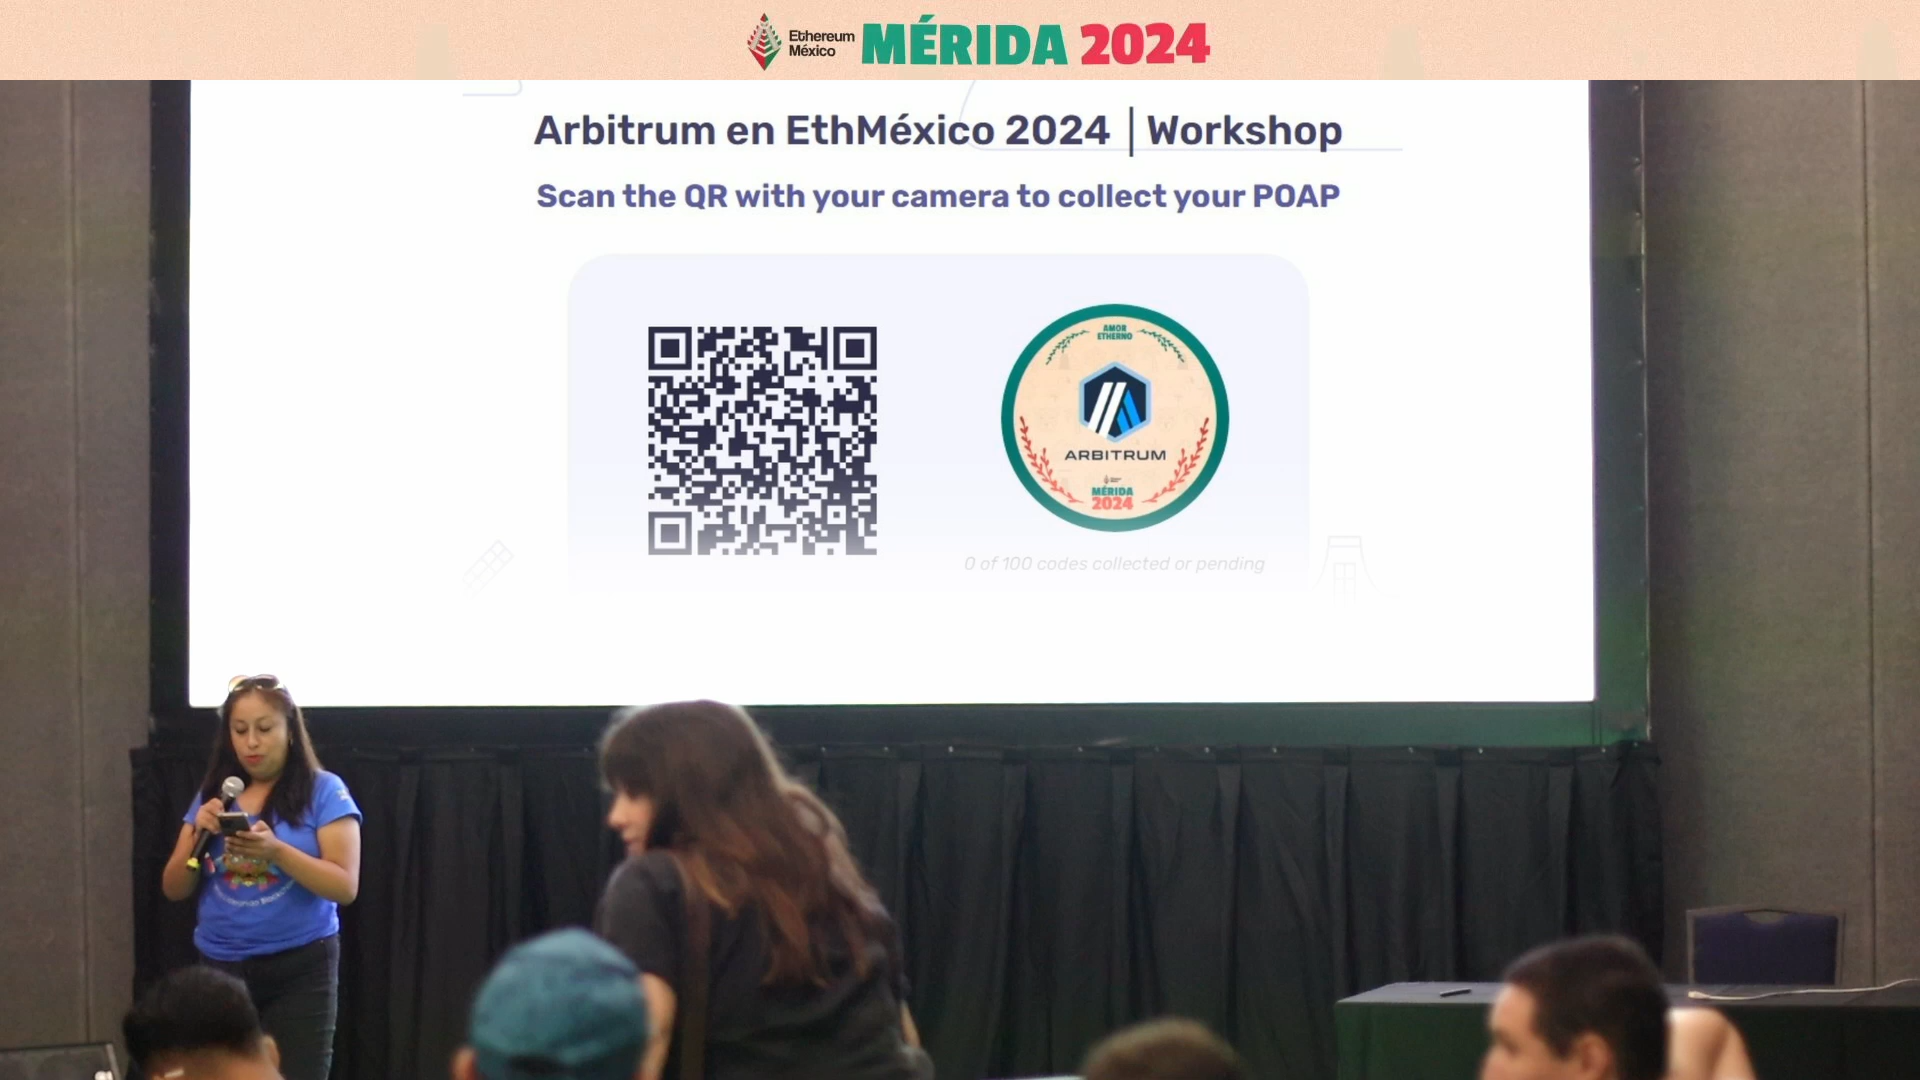 Ethereum
México
MÉRIDA 2024
Arbitrum en EthMéxico 2024 | Workshop
Scan the QR with your camera to collect your POAP
AMOR
ETHERNO
ARBITRUM
MÉRIDA
2024
0 of 100 codes collected or pending